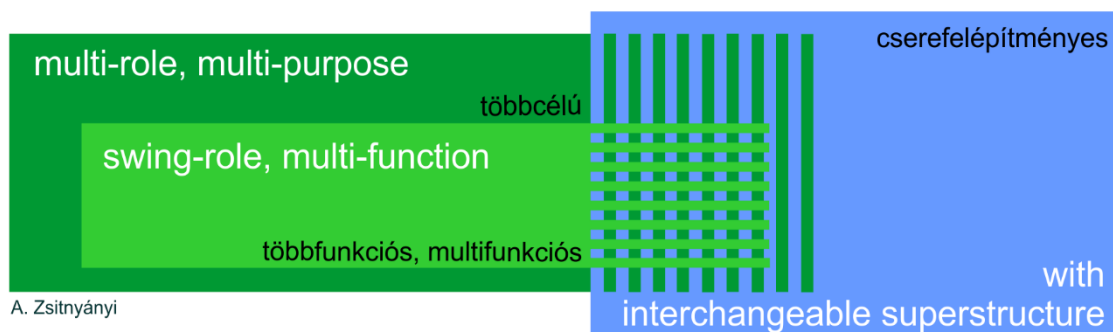 cserefelépítményes
multi-role, multi-purpose
többcélú
swing-role, multi-function
többfunkciós, multifunkciós
with
interchangeable superstructure
A. Zsitnyányi